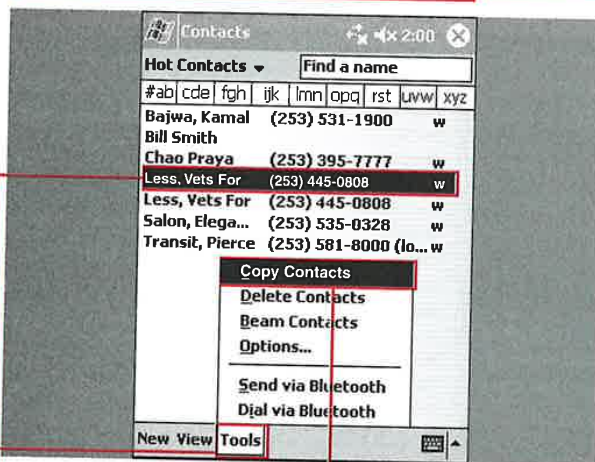 Contacts 2:00
Hot Contacts Find a name
#ab cde fgh ijk lmn opq rst uvw xyz
Bajwa, Kamal (253) 531-1900 w
Bill Smith
Chao Praya (253) 395-7777 w
Less, Vets For (253) 445-0808 w
Less, Vets For (253) 445-0808 w
Salon, Elega... (253) 535-0328 w
Transit, Pierce (253) 581-8000 (lo... w
Copy Contacts
Delete Contacts
Beam Contacts
Options...
Send via Bluetooth
Dial via Bluetooth
New View Tools